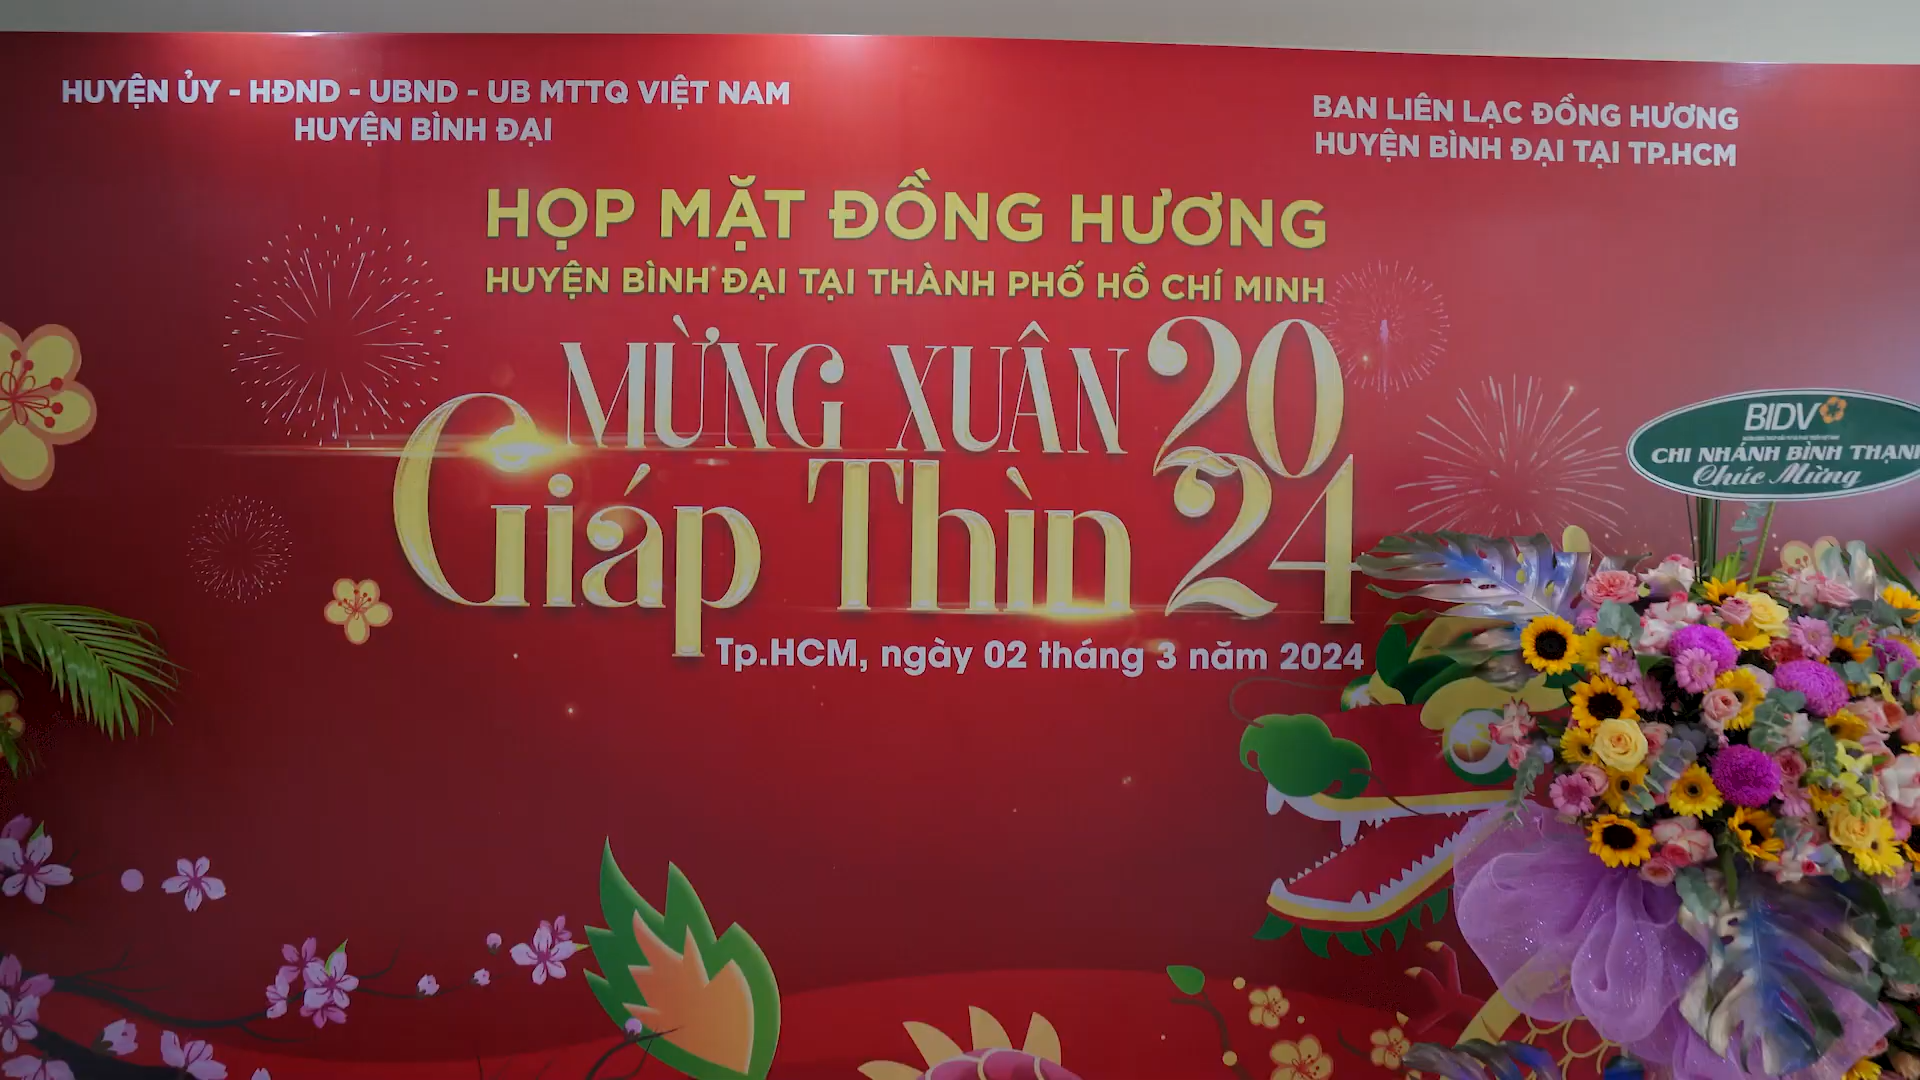 HUYỆN ỦY - HĐND - UBND - UB MTTQ VIỆT NAM
HUYỆN BÌNH ĐẠI
BAN LIÊN LẠC ĐỒNG HƯƠNG
HUYỆN BÌNH ĐẠI TẠI TP.HCM
HỌP MẶT ĐỒNG HƯƠNG
HUYỆN BÌNH ĐẠI TẠI THÀNH PHỐ HỒ CHÍ MINH
MỪNG XUÂN 20
Giáp Thìn 24
Tp.HCM, ngày 02 tháng 3 năm 2024
BIDV
CHI NHÁNH BÌNH THẠNH
Chúc Mừng